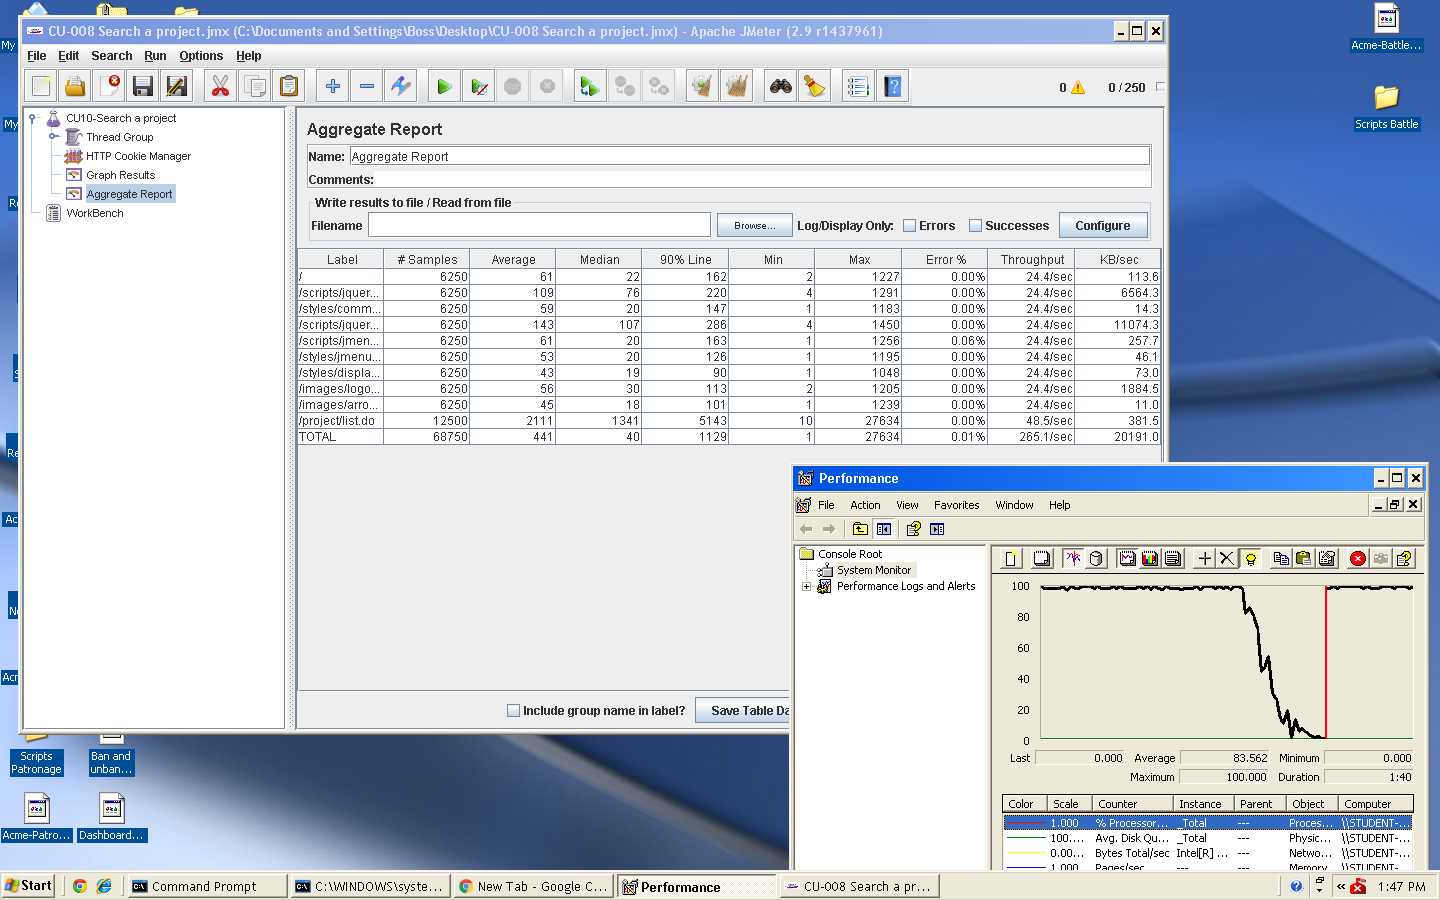 CU-008 Search a project.jmx (C:\Documents and Settings\Boss\Desktop\CU-008 Search a project.jmx) - Apache JMeter (2.9 r1437961)
File Edit Search Run Options Help
0 0 / 250
CU10-Search a project
Thread Group
HTTP Cookie Manager
Graph Results
Aggregate Report
WorkBench
Aggregate Report
Name: Aggregate Report
Comments:
Write results to file / Read from file
Filename Browse... Log/Display Only: Errors Successes Configure
Label # Samples Average Median 90% Line Min Max Error % Throughput KB/sec
/ 6250 61 22 162 2 1227 0.00% 24.4/sec 113.6
/scripts/jquer... 6250 109 76 220 4 1291 0.00% 24.4/sec 6564.3
/styles/comm... 6250 59 20 147 1 1183 0.00% 24.4/sec 14.3
/scripts/jquer... 6250 143 107 286 4 1450 0.00% 24.4/sec 11074.3
/scripts/jmen... 6250 61 20 163 1 1256 0.06% 24.4/sec 257.7
/styles/jmenu... 6250 53 20 126 1 1195 0.00% 24.4/sec 46.1
/styles/displa... 6250 43 19 90 1 1048 0.00% 24.4/sec 73.0
/images/logo... 6250 56 30 113 2 1205 0.00% 24.4/sec 1884.5
/images/arro... 6250 45 18 101 1 1239 0.00% 24.4/sec 11.0
/project/list.do 12500 2111 1341 5143 10 27634 0.00% 48.5/sec 381.5
TOTAL 68750 441 40 1129 1 27634 0.01% 265.1/sec 20191.0
Include group name in label? Save Table Da
Performance
File Action View Favorites Window Help
Console Root
System Monitor
Performance Logs and Alerts
100
80
60
40
20
0
Last 0.000 Average 83.562 Minimum 0.000
Maximum 100.000 Duration 1:40
Color Scale Counter Instance Parent Object Computer
1.000 % Processor... _Total --- Proces... \\STUDENT-...
100.... Avg. Disk Qu... _Total --- Physic... \\STUDENT-...
0.00... Bytes Total/sec Intel[R] ... --- Netwo... \\STUDENT-...
1.000 Pages/sec --- --- Memory \\STUDENT-...
Acme-Battle...
Scripts Battle
My
My
Re
Re
Ac
Ne
Acr
Scripts
Patronage
Ban and
unban...
Acme-Patro...
Dashboard...
Start Command Prompt C:\WINDOWS\syste... New Tab - Google C... Performance CU-008 Search a pr... 1:47 PM